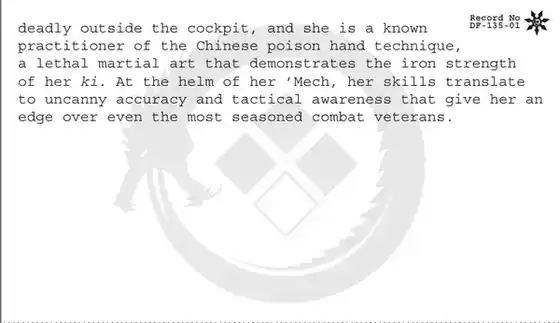 Record No
DF-135-01
deadly outside the cockpit, and she is a known
practitioner of the Chinese poison hand technique,
a lethal martial art that demonstrates the iron strength
of her ki. At the helm of her ’Mech, her skills translate
to uncanny accuracy and tactical awareness that give her an
edge over even the most seasoned combat veterans.